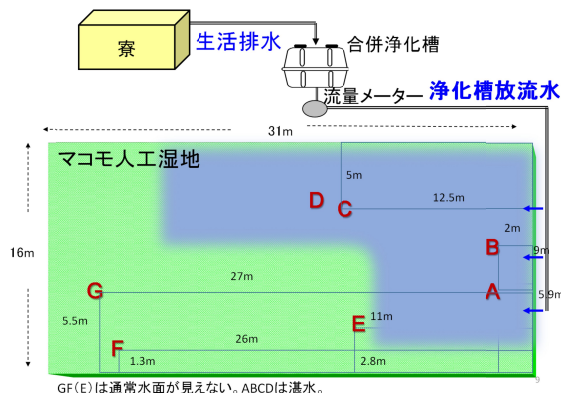 寮
生活排水
合併浄化槽
流量メーター
浄化槽放流水
31m
マコモ人工湿地
5m
D
C
12.5m
2m
16m
B
9m
27m
G
A
5.9m
5.5m
E
11m
26m
F
1.3m
2.8m
9
GF(E)は通常水面が見えない。ABCDは湛水。